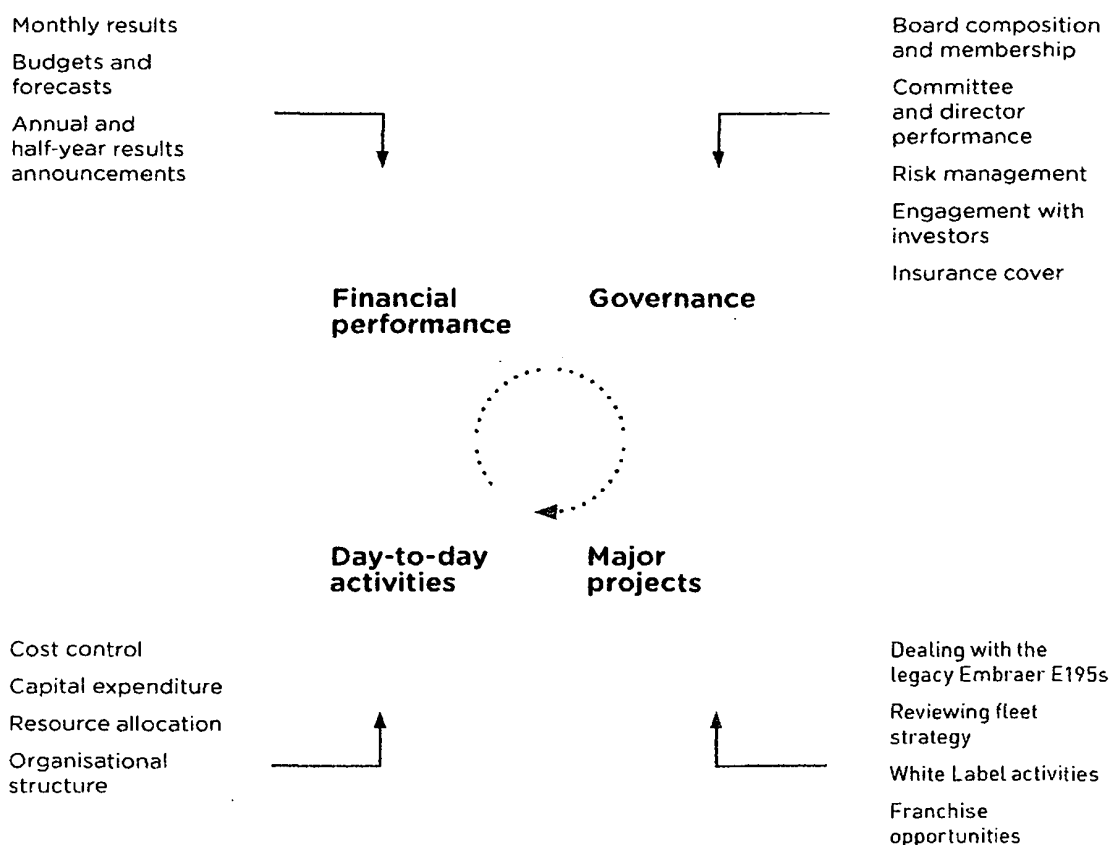 Monthly results
Budgets and
forecasts
Annual and
half-year results
announcements
Board composition
and membership
Committee
and director
performance
Risk management
Engagement with
investors
Insurance cover
Financial
performance
Governance
Day-to-day
activities
Major
projects
Cost control
Capital expenditure
Resource allocation
Organisational
structure
Dealing with the
legacy Embraer E195s
Reviewing fleet
strategy
White Label activities
Franchise
opportunities